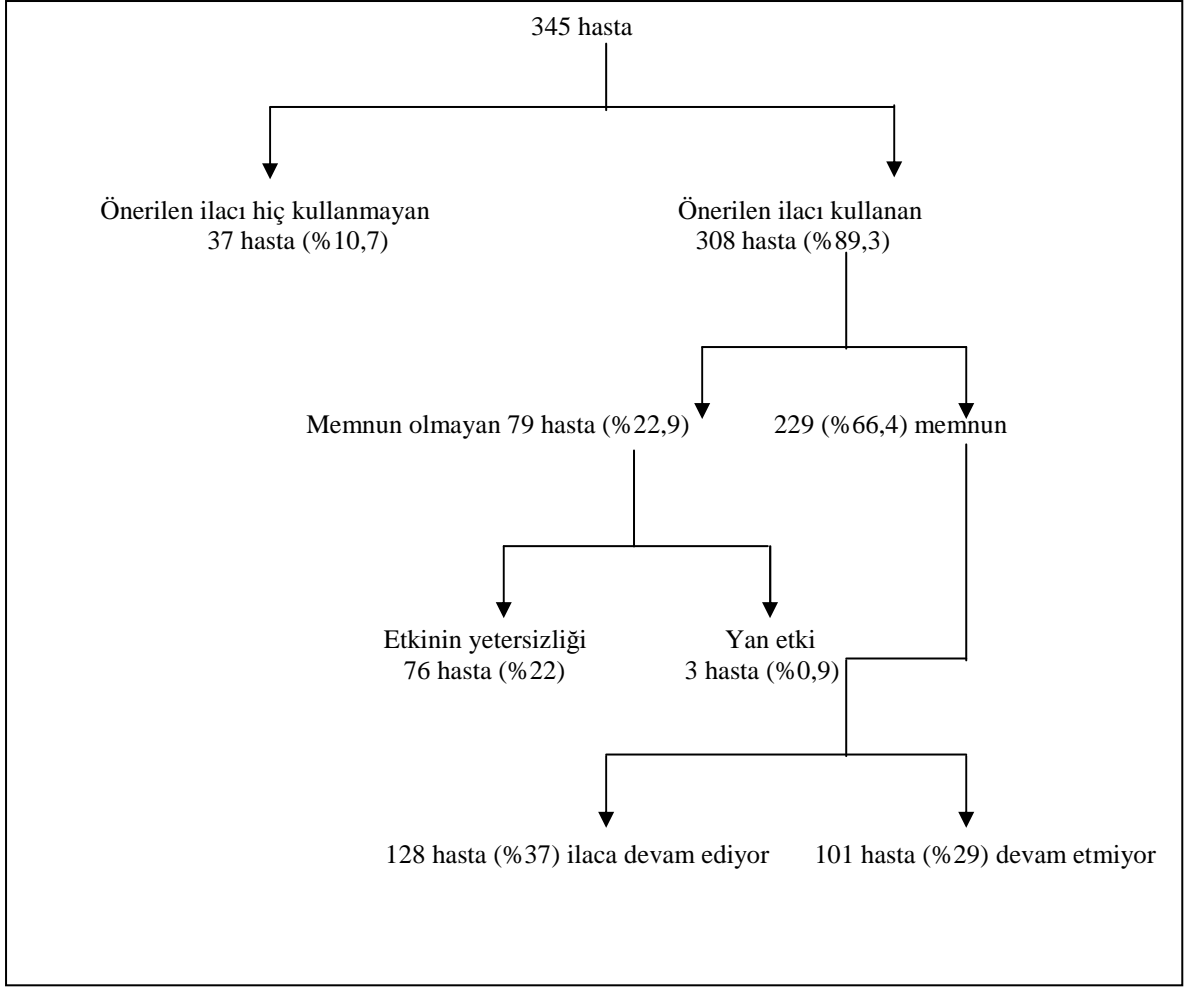 345 hasta
Önerilen ilacı hiç kullanmayan
37 hasta (%10,7)
Önerilen ilacı kullanan
308 hasta (%89,3)
Memnun olmayan 79 hasta (%22,9)
229 (%66,4) memnun
Etkinin yetersizliği
76 hasta (%22)
Yan etki
3 hasta (%0,9)
128 hasta (%37) ilaca devam ediyor
101 hasta (%29) devam etmiyor